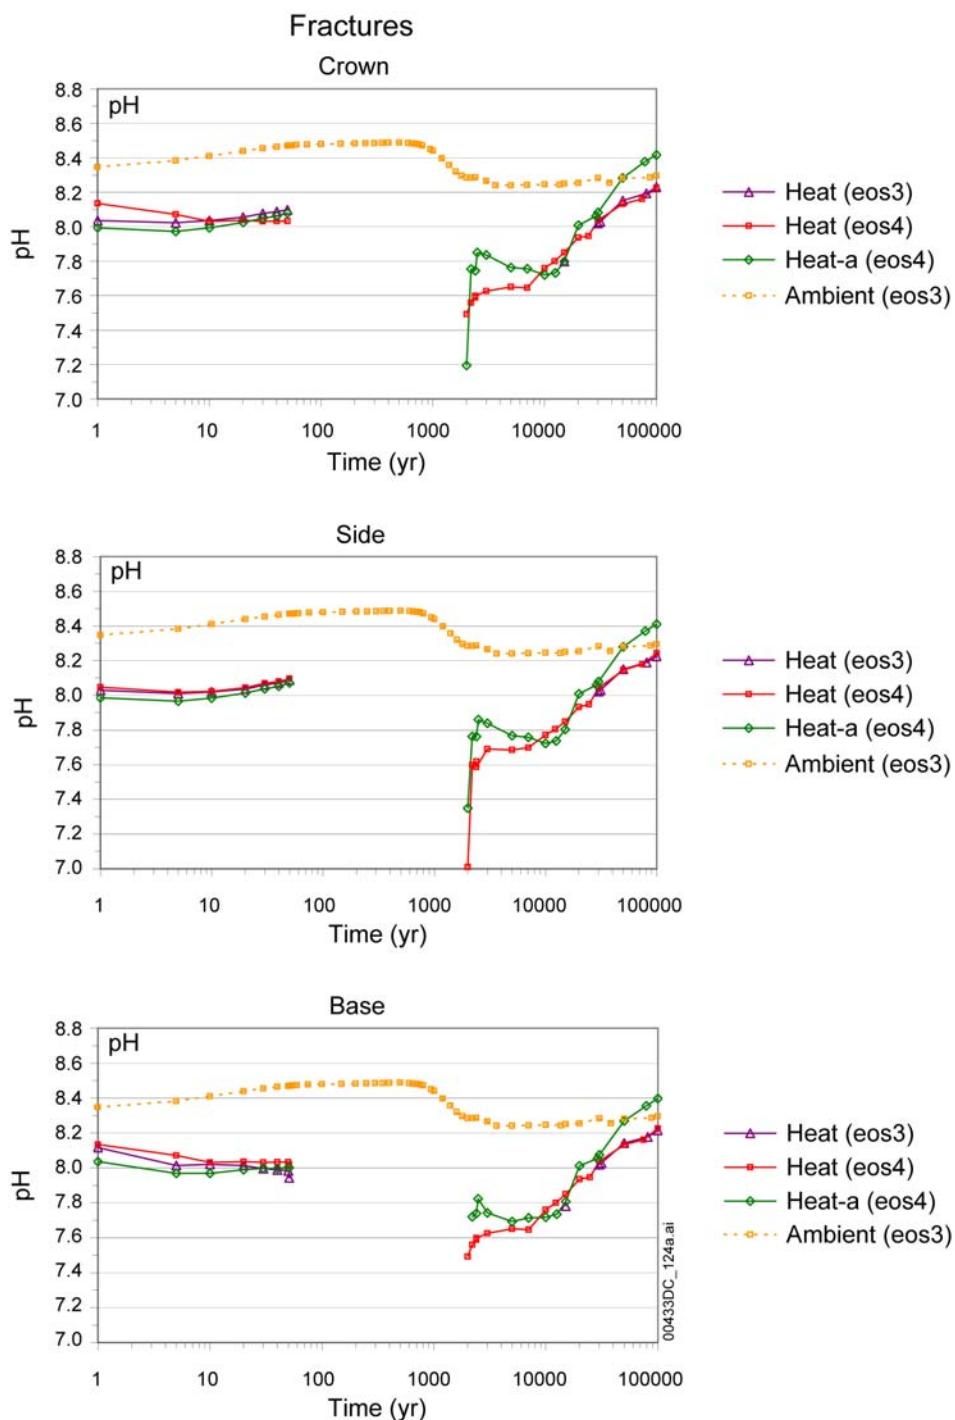 Fractures
Crown
pH
8.8
8.6
8.4
8.2
8.0
7.8
7.6
7.4
7.2
7.0
pH
1 10 100 1000 10000 100000
Time (yr)
Heat (eos3)
Heat (eos4)
Heat-a (eos4)
Ambient (eos3)
Side
pH
8.8
8.6
8.4
8.2
8.0
7.8
7.6
7.4
7.2
7.0
pH
1 10 100 1000 10000 100000
Time (yr)
Heat (eos3)
Heat (eos4)
Heat-a (eos4)
Ambient (eos3)
Base
pH
8.8
8.6
8.4
8.2
8.0
7.8
7.6
7.4
7.2
7.0
pH
1 10 100 1000 10000 100000
Time (yr)
Heat (eos3)
Heat (eos4)
Heat-a (eos4)
Ambient (eos3)
00433DC_124a.ai